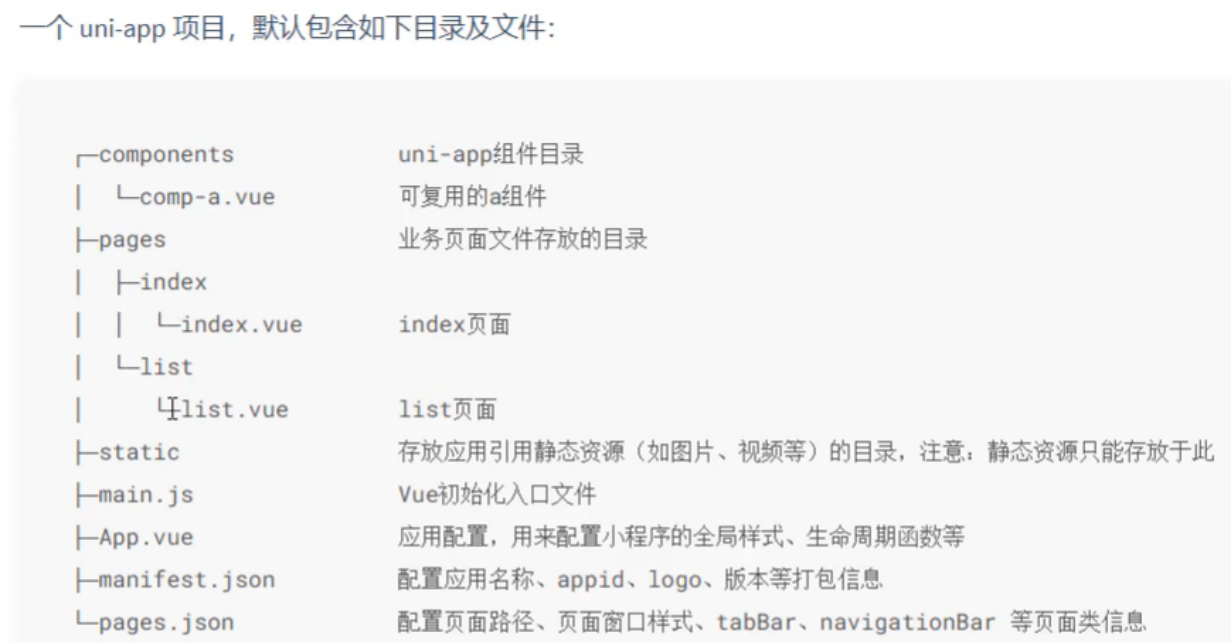 一个 uni-app 项目，默认包含如下目录及文件：
┌─components uni-app组件目录
│ └─comp-a.vue 可复用的a组件
├─pages 业务页面文件存放的目录
│ ├─index
│ │ └─index.vue index页面
│ └─list
│ └─list.vue list页面
├─static 存放应用引用静态资源（如图片、视频等）的目录，注意：静态资源只能存放于此
├─main.js Vue初始化入口文件
├─App.vue 应用配置，用来配置小程序的全局样式、生命周期函数等
├─manifest.json 配置应用名称、appid、logo、版本等打包信息
└─pages.json 配置页面路径、页面窗口样式、tabBar、navigationBar 等页面类信息